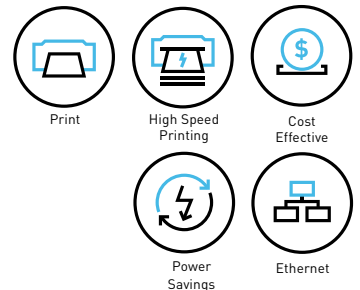 Print
High Speed
Printing
$
Cost
Effective
Power
Savings
Ethernet